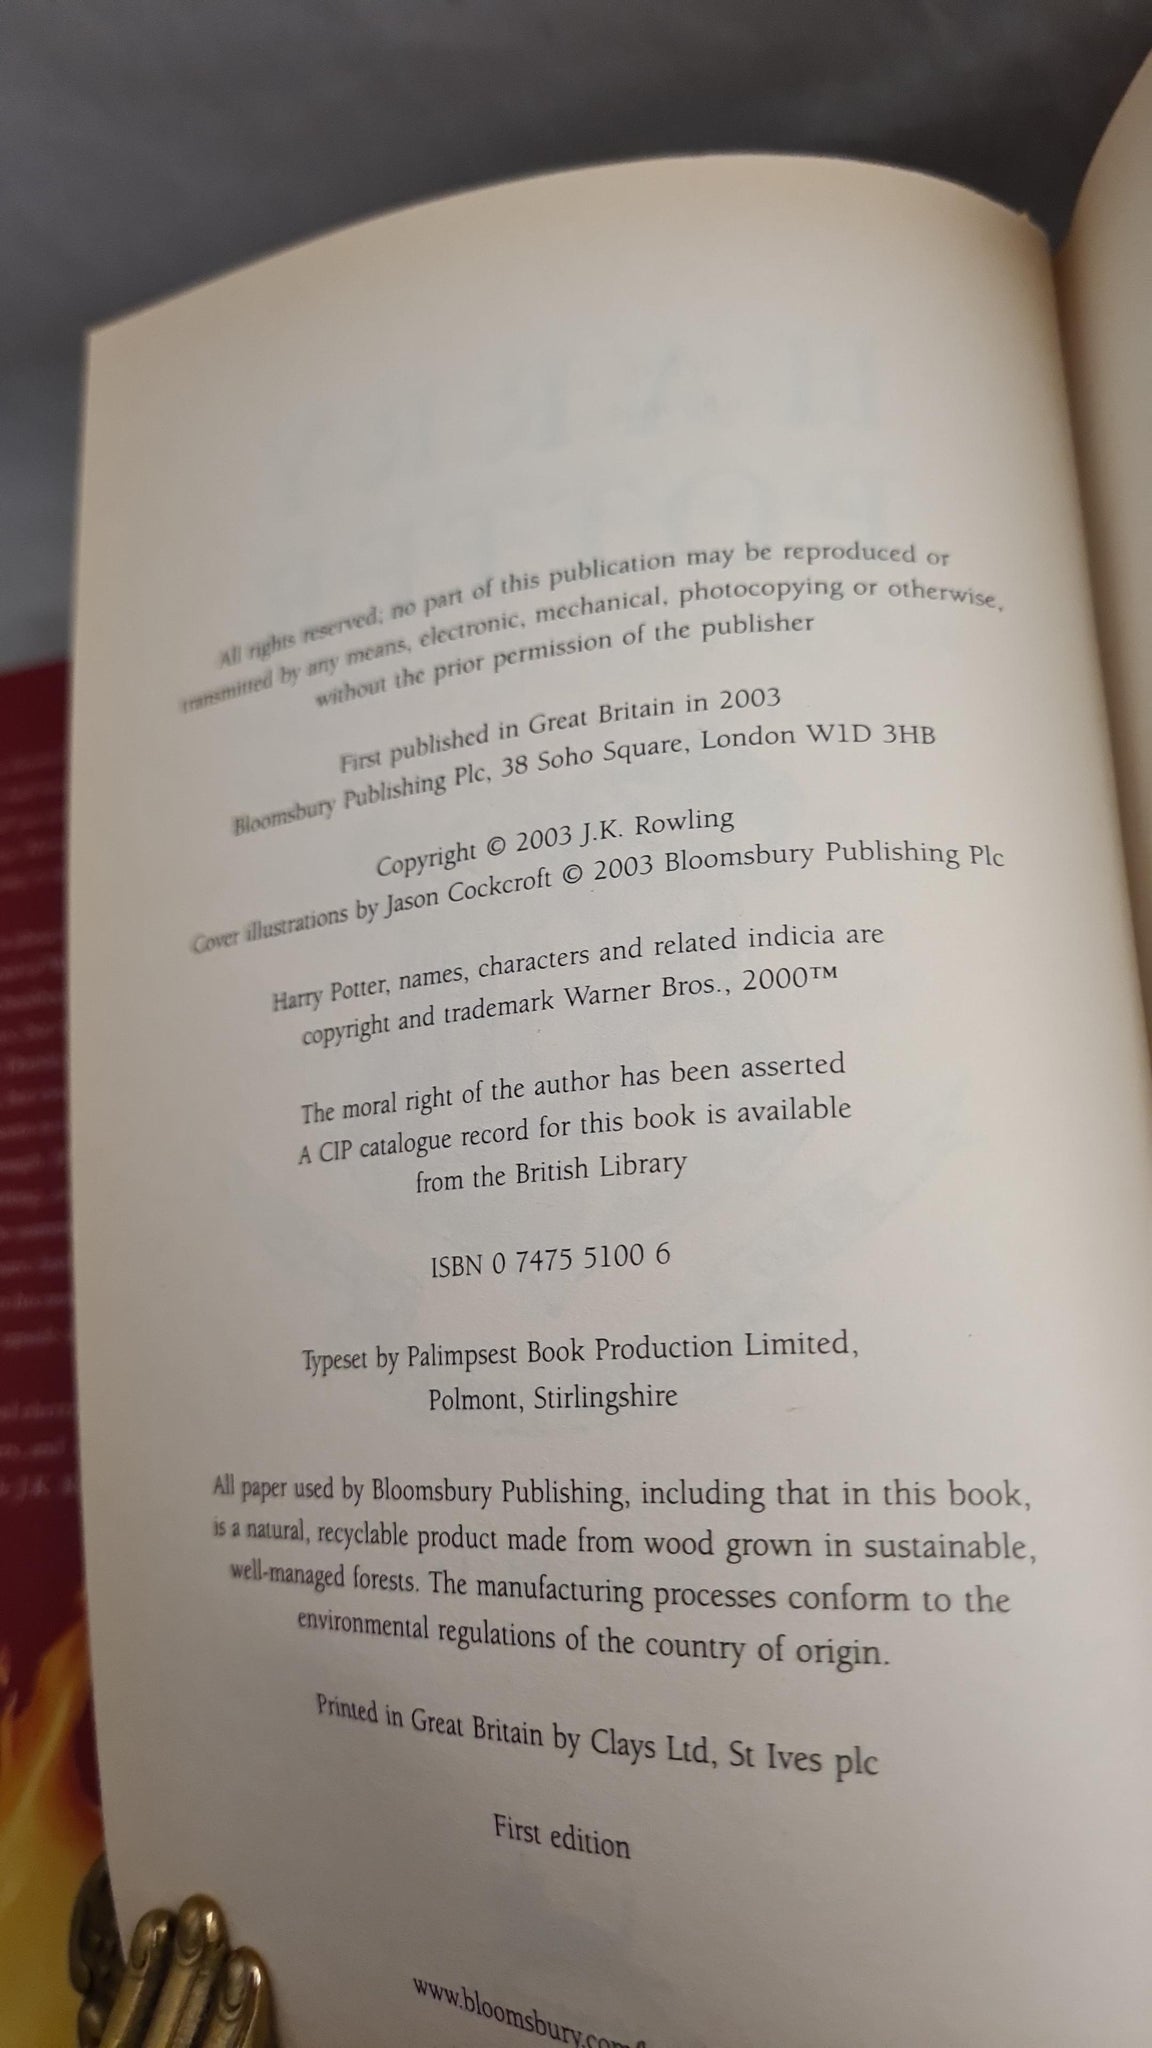 All rights reserved; no part of this publication may be reproduced or
transmitted by any means, electronic, mechanical, photocopying or otherwise,
without the prior permission of the publisher
First published in Great Britain in 2003
Bloomsbury Publishing Plc, 38 Soho Square, London W1D 3HB
Copyright © 2003 J.K. Rowling
Cover illustrations by Jason Cockcroft © 2003 Bloomsbury Publishing Plc
Harry Potter, names, characters and related indicia are
copyright and trademark Warner Bros., 2000™
The moral right of the author has been asserted
A CIP catalogue record for this book is available
from the British Library
ISBN 0 7475 5100 6
Typeset by Palimpsest Book Production Limited,
Polmont, Stirlingshire
All paper used by Bloomsbury Publishing, including that in this book,
is a natural, recyclable product made from wood grown in sustainable,
well-managed forests. The manufacturing processes conform to the
environmental regulations of the country of origin.
Printed in Great Britain by Clays Ltd, St Ives plc
First edition
www.bloomsbury.com/